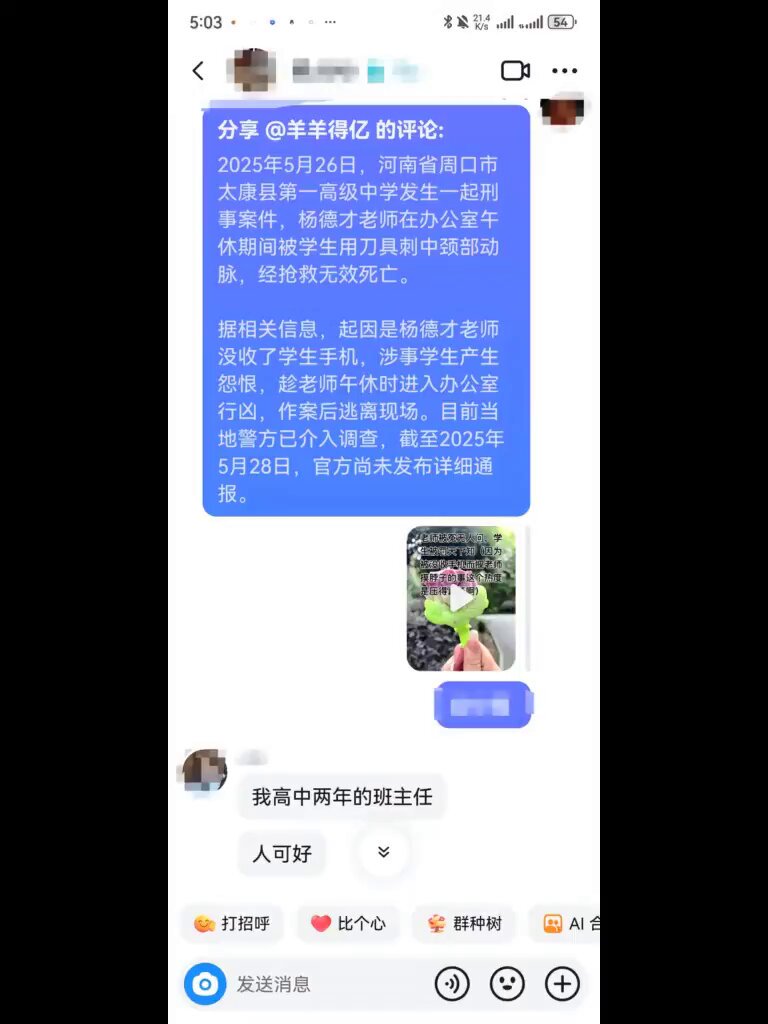 5:03
21.4
K/s
54
分享 @羊羊得亿 的评论:
2025年5月26日，河南省周口市
太康县第一高级中学发生一起刑
事案件，杨德才老师在办公室午
休期间被学生用刀具刺中颈部动
脉，经抢救无效死亡。
据相关信息，起因是杨德才老师
没收了学生手机，涉事学生产生
怨恨，趁老师午休时进入办公室
行凶，作案后逃离现场。目前当
地警方已介入调查，截至2025年
5月28日，官方尚未发布详细通
报。
我高中两年的班主任
人可好
打招呼
比个心
群种树
AI 合
发送消息